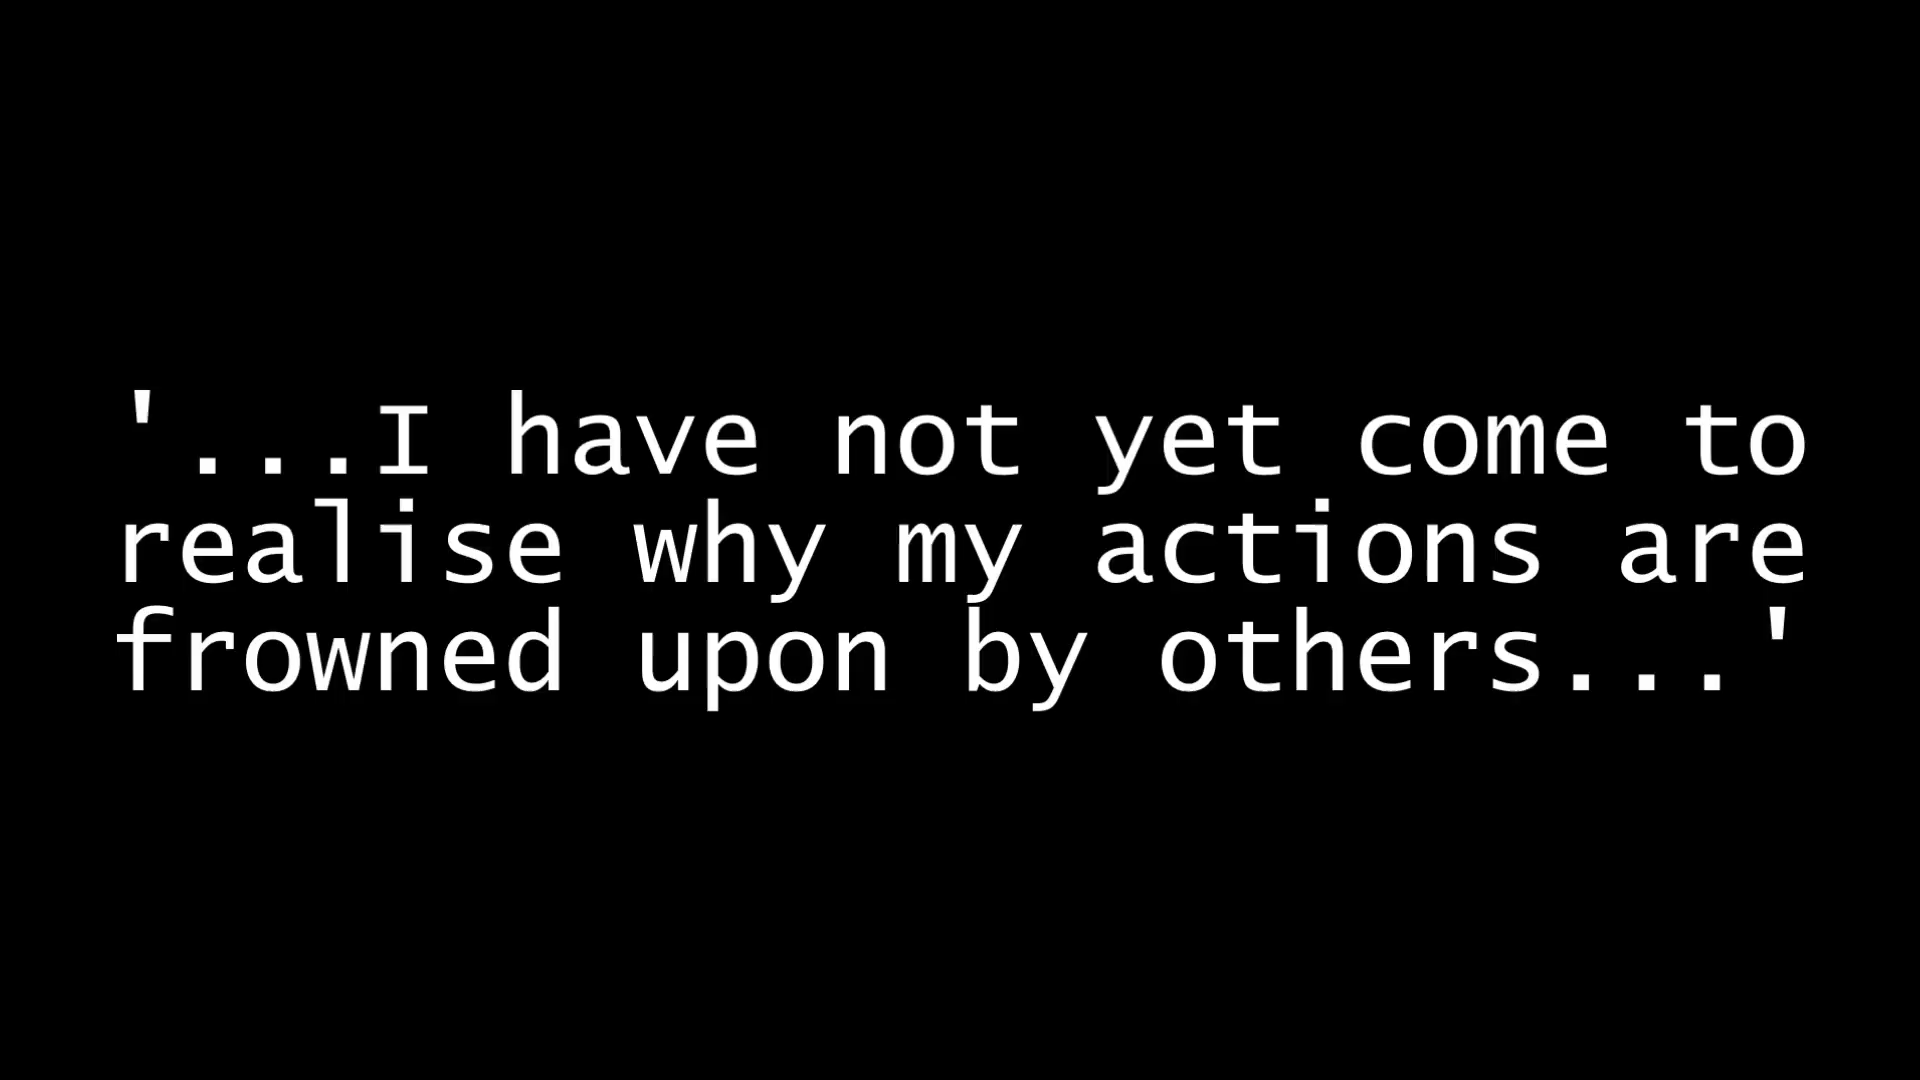 '...I have not yet come to
realise why my actions are
frowned upon by others...'